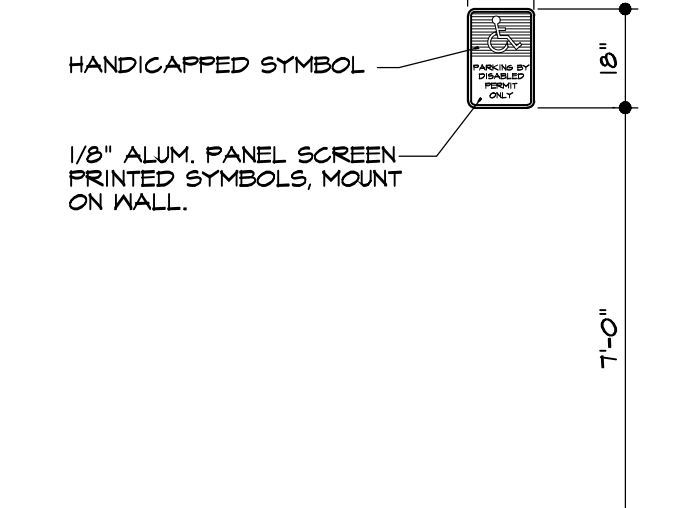 HANDICAPPED SYMBOL
PARKING BY
DISABLED
PERMIT
ONLY
18"
1/8" ALUM. PANEL SCREEN
PRINTED SYMBOLS, MOUNT
ON WALL.
7'-0"